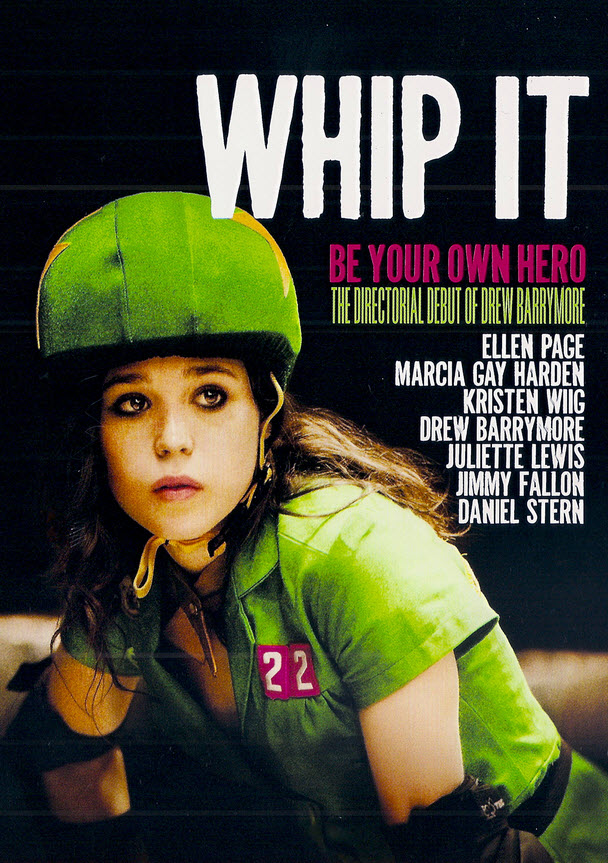 WHIP IT
BE YOUR OWN HERO
THE DIRECTORIAL DEBUT OF DREW BARRYMORE
ELLEN PAGE
MARCIA GAY HARDEN
KRISTEN WIIG
DREW BARRYMORE
JULIETTE LEWIS
JIMMY FALLON
DANIEL STERN
22